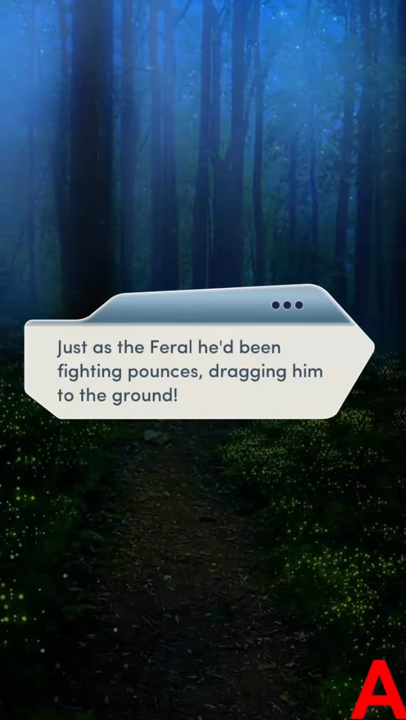 Just as the Feral he'd been
fighting pounces, dragging him
to the ground!
A